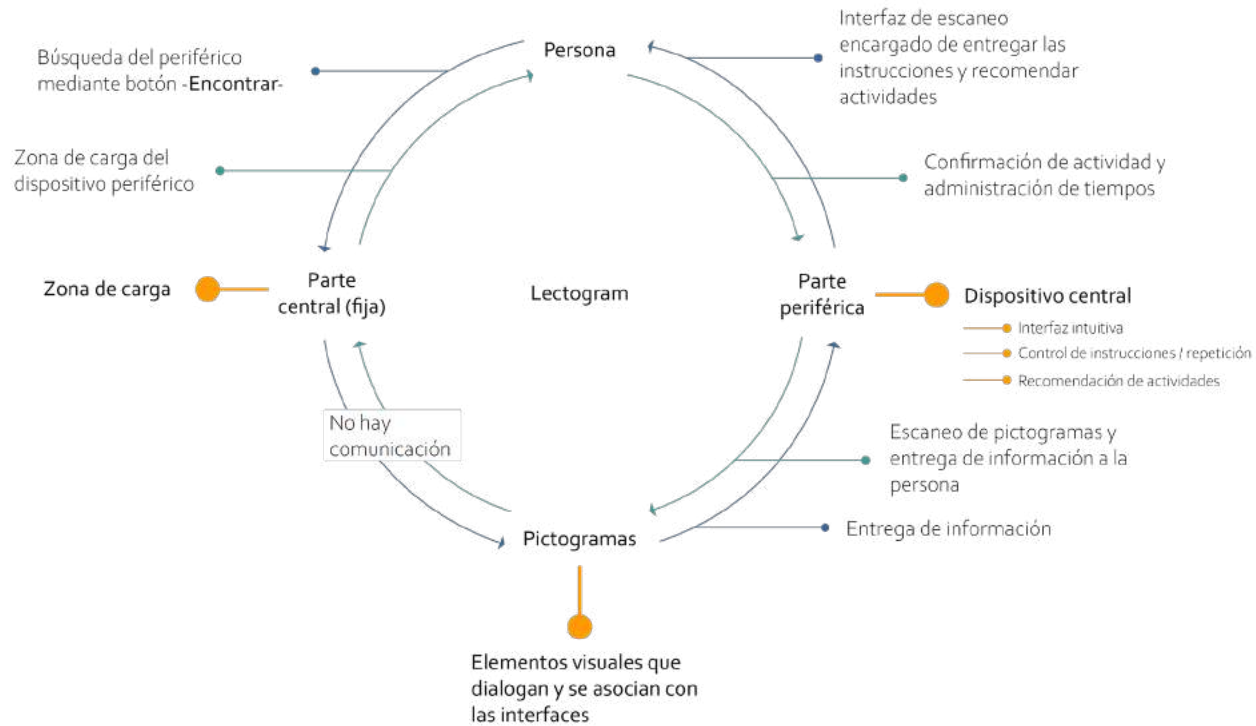 Persona
Búsqueda del periférico
mediante botón -Encontrar-
Interfaz de escaneo
encargado de entregar las
instrucciones y recomendar
actividades
Zona de carga del
dispositivo periférico
Confirmación de actividad y
administración de tiempos
Zona de carga
Parte
central (fija)
Lectogram
Parte
periférica
Dispositivo central
Interfaz intuitiva
Control de instrucciones / repetición
Recomendación de actividades
No hay
comunicación
Escaneo de pictogramas y
entrega de información a la
persona
Entrega de información
Pictogramas
Elementos visuales que
dialogan y se asocian con
las interfaces